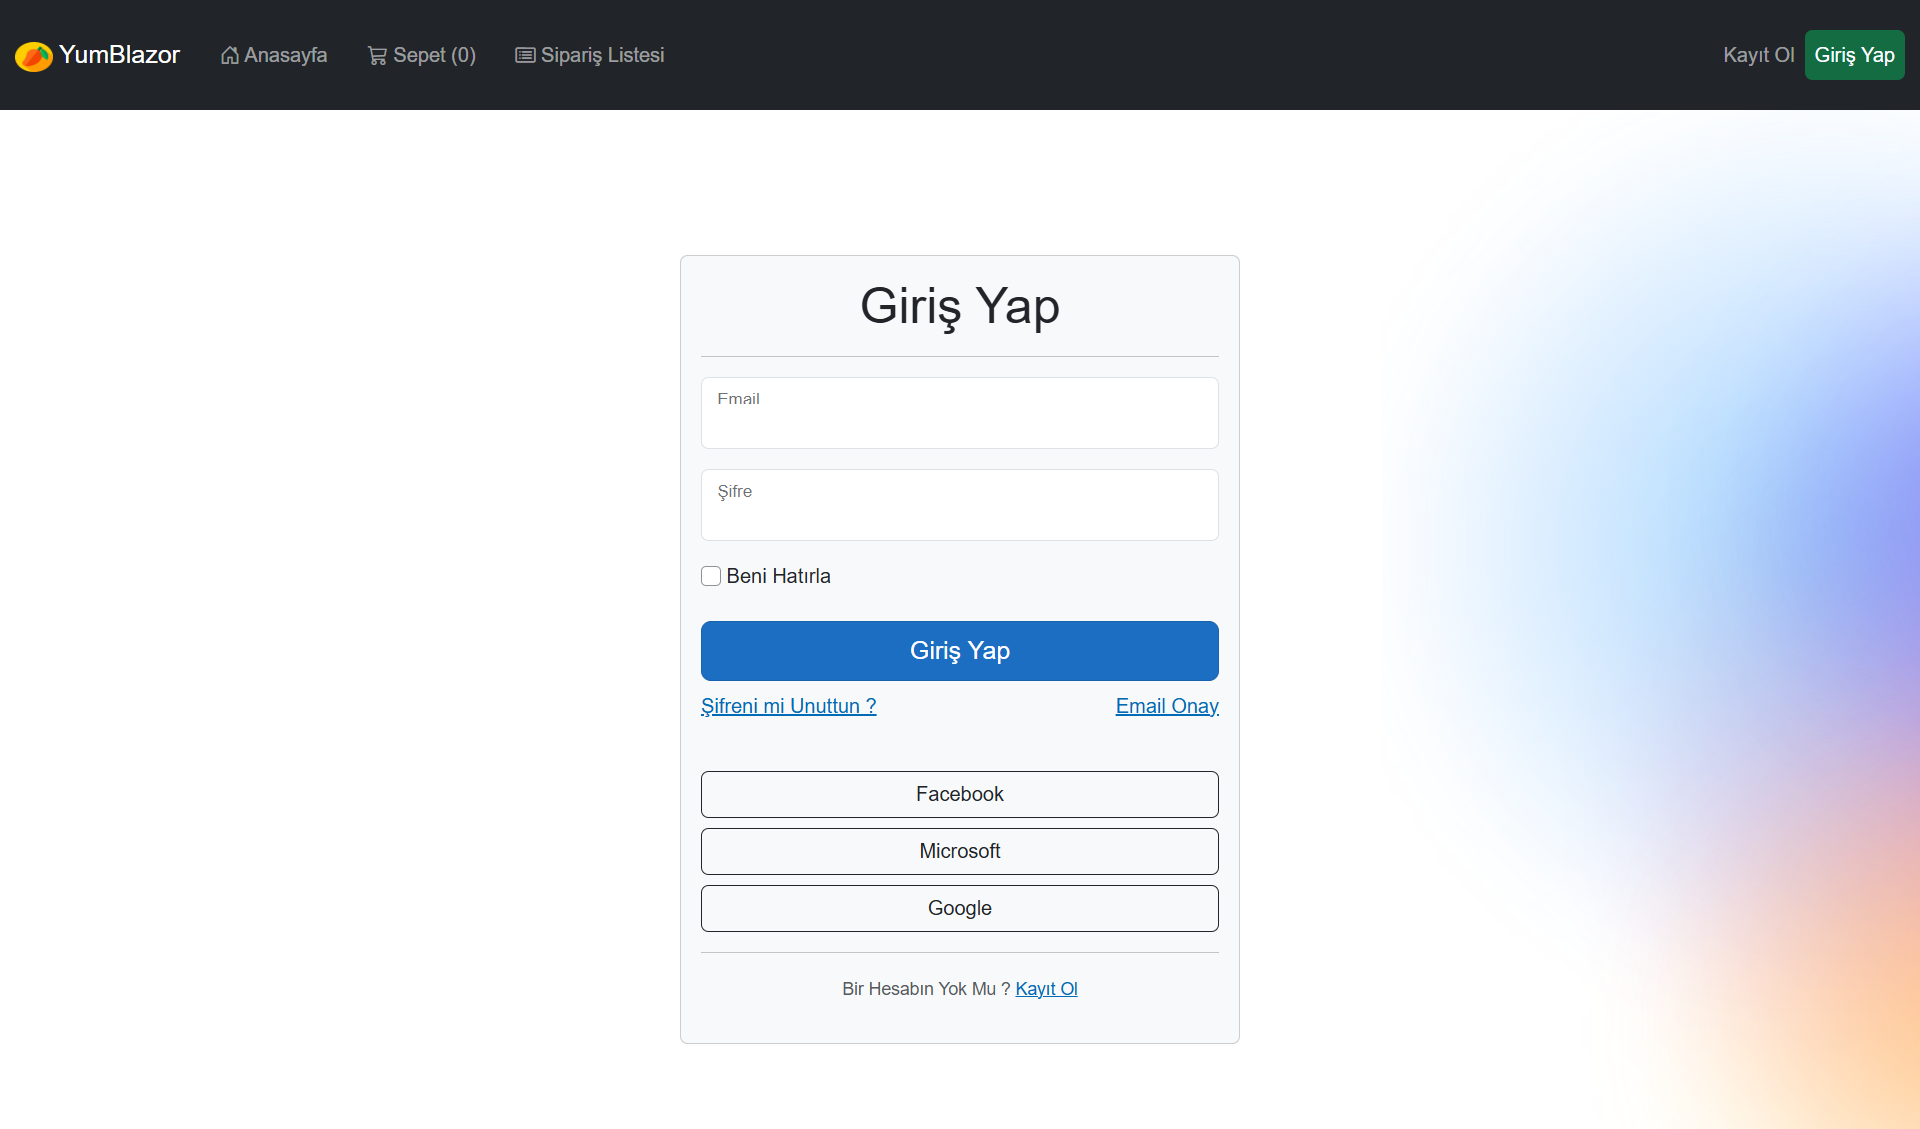 YumBlazor Anasayfa Sepet (0) Sipariş Listesi Kayıt Ol Giriş Yap
Giriş Yap
Email
Şifre
Beni Hatırla
Giriş Yap
Şifreni mi Unuttun ? Email Onay
Facebook
Microsoft
Google
Bir Hesabın Yok Mu ? Kayıt Ol